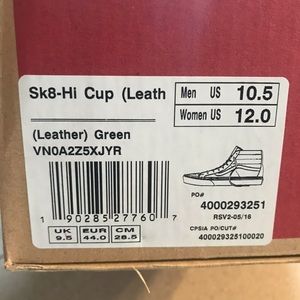 Sk8-Hi Cup (Leath
Men US 10.5
Women US 12.0
(Leather) Green
VN0A2Z5XJYR
PO#
4000293251
RSV2-05/16
CPSIA PO/CUT#
400029325100020
1 90285 27760 7
UK EUR CM
9.5 44.0 28.5